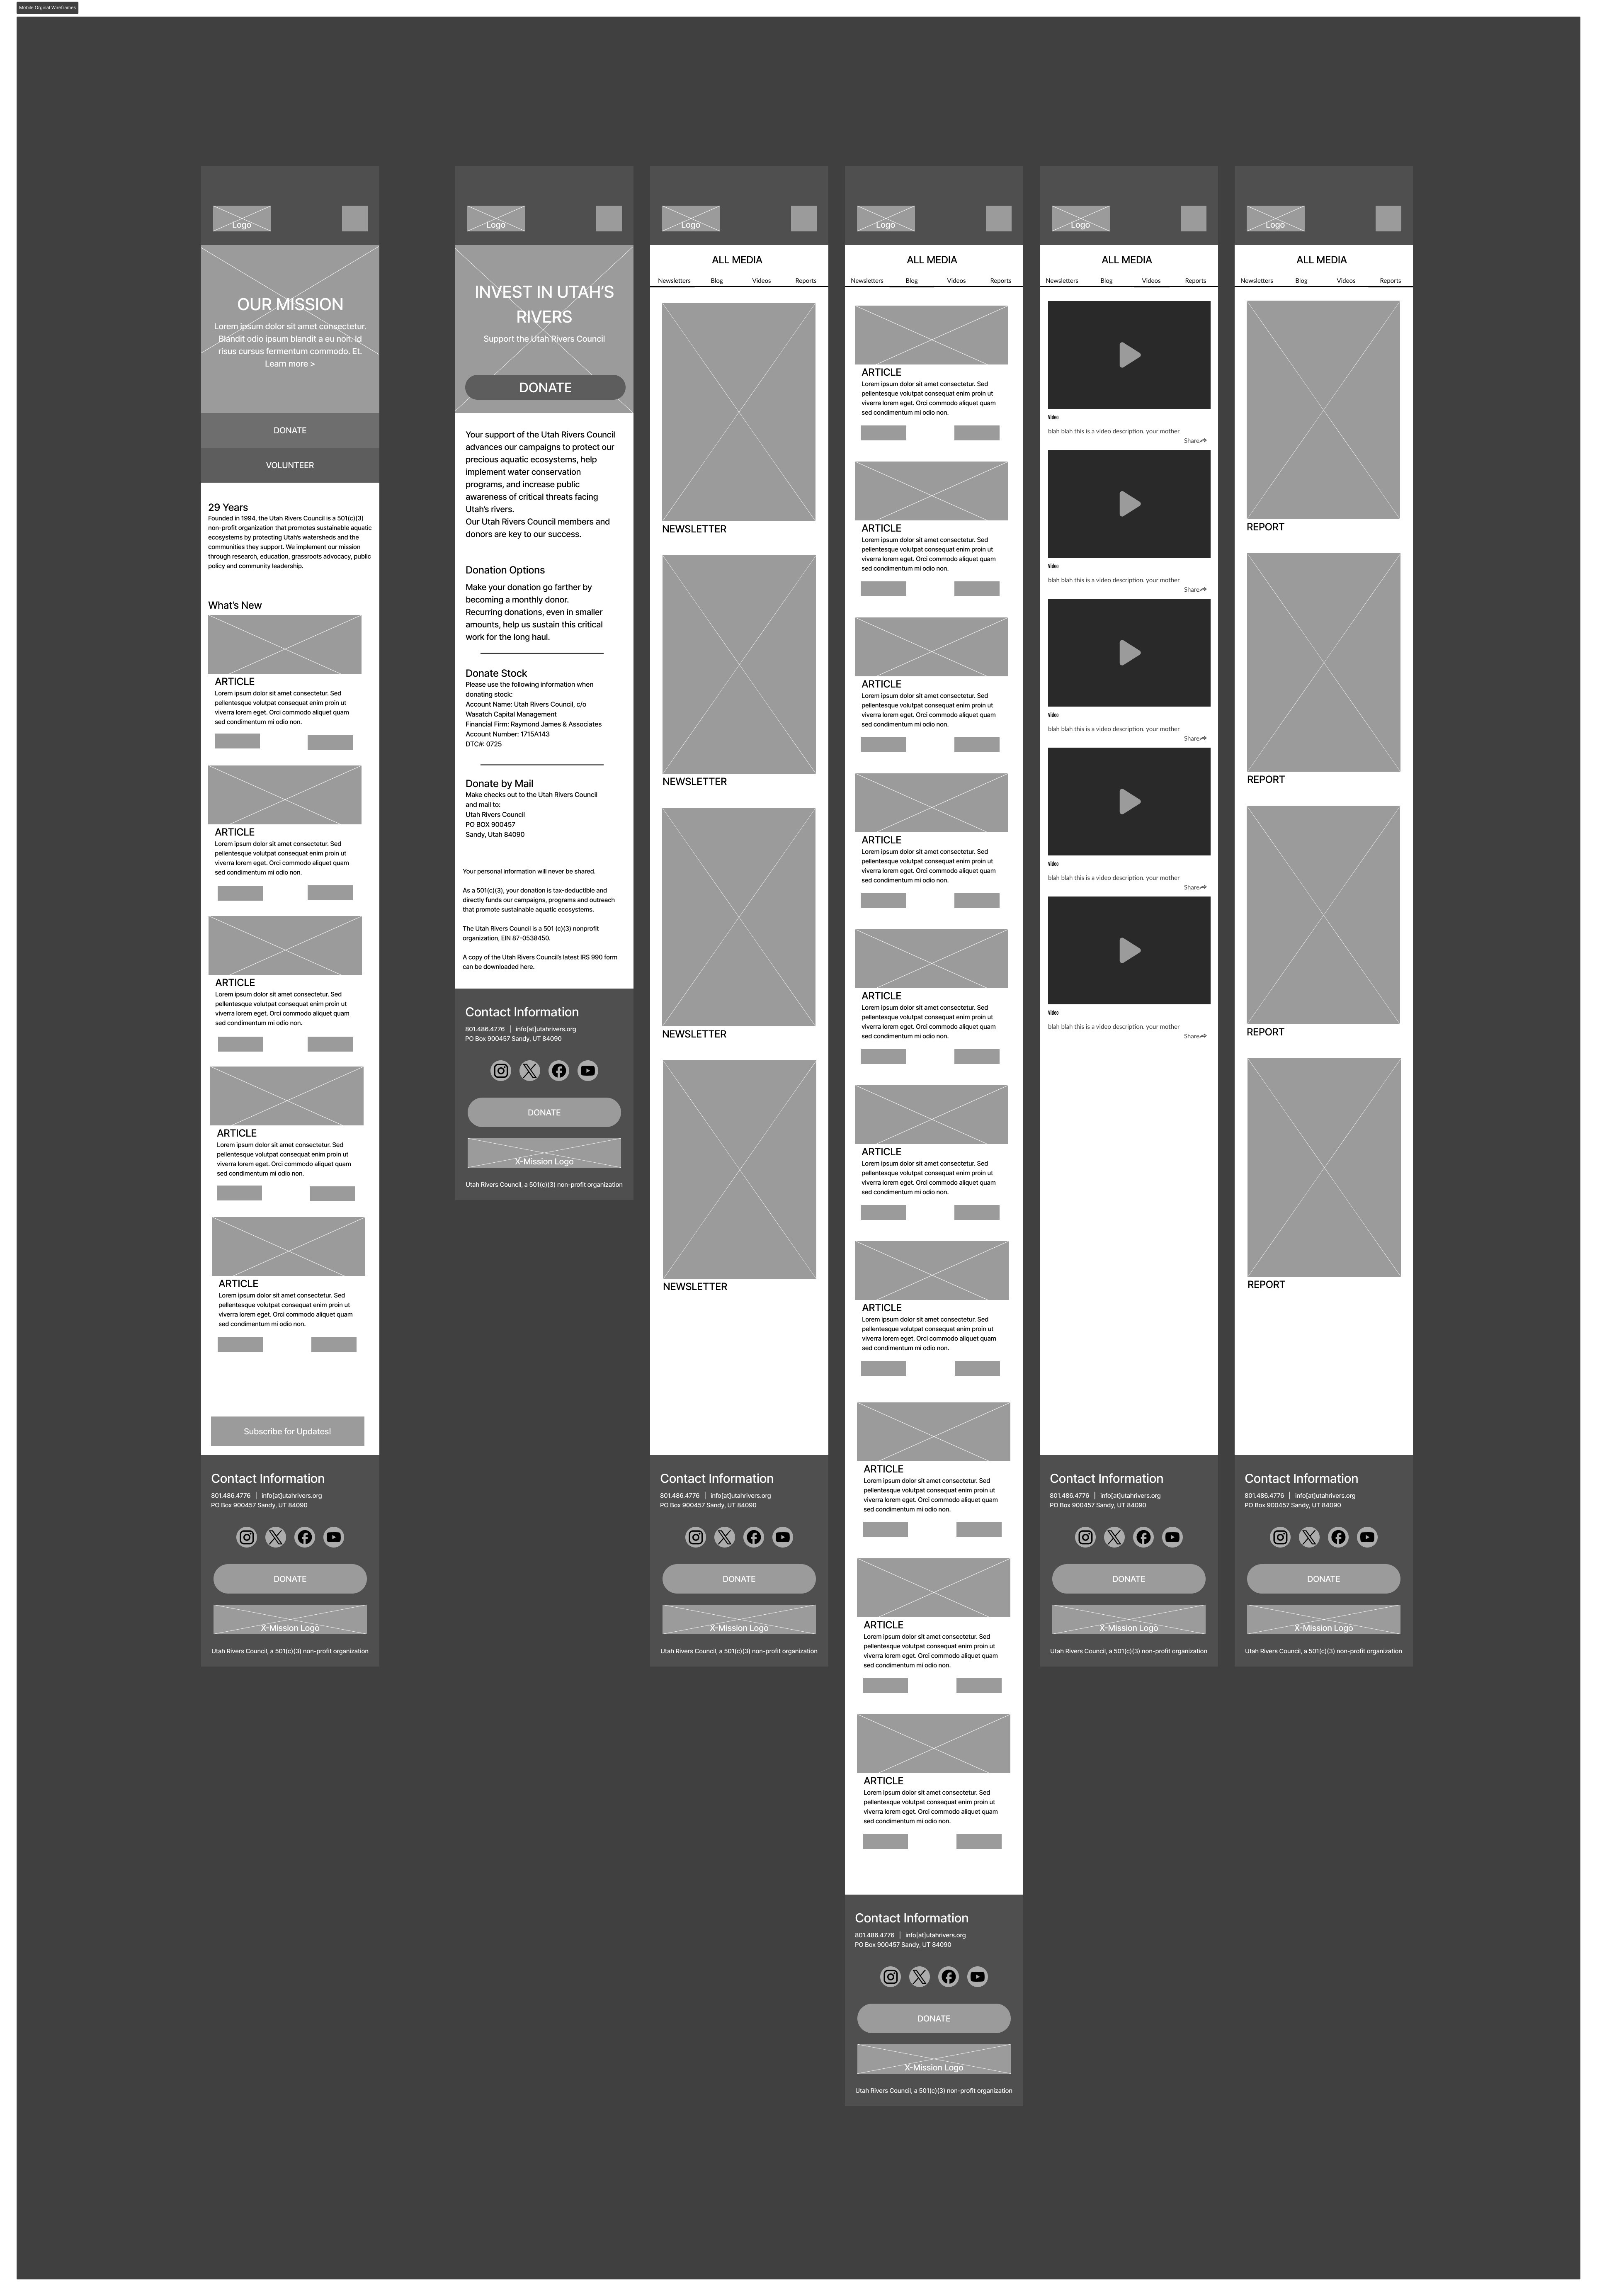 Mobile Orginal Wireframes
Logo
OUR MISSION
Lorem ipsum dolor sit amet consectetur.
Blandit odio ipsum blandit a eu non. Id
risus cursus fermentum commodo. Et.
Learn more >
DONATE
VOLUNTEER
29 Years
Founded in 1994, the Utah Rivers Council is a 501(c)(3)
non-profit organization that promotes sustainable aquatic
ecosystems by protecting Utah's watersheds and the
communities they support. We implement our mission
through research, education, grassroots advocacy, public
policy and community leadership.
What's New
ARTICLE
Lorem ipsum dolor sit amet consectetur. Sed
pellentesque volutpat consequat enim proin ut
viverra lorem eget. Orci commodo aliquet quam
sed condimentum mi odio non.
ARTICLE
Lorem ipsum dolor sit amet consectetur. Sed
pellentesque volutpat consequat enim proin ut
viverra lorem eget. Orci commodo aliquet quam
sed condimentum mi odio non.
ARTICLE
Lorem ipsum dolor sit amet consectetur. Sed
pellentesque volutpat consequat enim proin ut
viverra lorem eget. Orci commodo aliquet quam
sed condimentum mi odio non.
ARTICLE
Lorem ipsum dolor sit amet consectetur. Sed
pellentesque volutpat consequat enim proin ut
viverra lorem eget. Orci commodo aliquet quam
sed condimentum mi odio non.
ARTICLE
Lorem ipsum dolor sit amet consectetur. Sed
pellentesque volutpat consequat enim proin ut
viverra lorem eget. Orci commodo aliquet quam
sed condimentum mi odio non.
Subscribe for Updates!
Contact Information
801.486.4776 | info[at]utahrivers.org
PO Box 900457 Sandy, UT 84090
DONATE
X-Mission Logo
Utah Rivers Council, a 501(c)(3) non-profit organization
Logo
INVEST IN UTAH'S
RIVERS
Support the Utah Rivers Council
DONATE
Your support of the Utah Rivers Council
advances our campaigns to protect our
precious aquatic ecosystems, help
implement water conservation
programs, and increase public
awareness of critical threats facing
Utah's rivers.
Our Utah Rivers Council members and
donors are key to our success.
Donation Options
Make your donation go farther by
becoming a monthly donor.
Recurring donations, even in smaller
amounts, help us sustain this critical
work for the long haul.
Donate Stock
Please use the following information when
donating stock:
Account Name: Utah Rivers Council, c/o
Wasatch Capital Management
Financial Firm: Raymond James & Associates
Account Number: 1715A143
DTC#: 0725
Donate by Mail
Make checks out to the Utah Rivers Council
and mail to:
Utah Rivers Council
PO BOX 900457
Sandy, Utah 84090
Your personal information will never be shared.
As a 501(c)(3), your donation is tax-deductible and
directly funds our campaigns, programs and outreach
that promote sustainable aquatic ecosystems.
The Utah Rivers Council is a 501 (c)(3) nonprofit
organization, EIN 87-0538450.
A copy of the Utah Rivers Council's latest IRS 990 form
can be downloaded here.
Contact Information
801.486.4776 | info[at]utahrivers.org
PO Box 900457 Sandy, UT 84090
DONATE
X-Mission Logo
Utah Rivers Council, a 501(c)(3) non-profit organization
Logo
ALL MEDIA
Newsletters Blog Videos Reports
NEWSLETTER
NEWSLETTER
NEWSLETTER
NEWSLETTER
Contact Information
801.486.4776 | info[at]utahrivers.org
PO Box 900457 Sandy, UT 84090
DONATE
X-Mission Logo
Utah Rivers Council, a 501(c)(3) non-profit organization
Logo
ALL MEDIA
Newsletters Blog Videos Reports
ARTICLE
Lorem ipsum dolor sit amet consectetur. Sed
pellentesque volutpat consequat enim proin ut
viverra lorem eget. Orci commodo aliquet quam
sed condimentum mi odio non.
ARTICLE
Lorem ipsum dolor sit amet consectetur. Sed
pellentesque volutpat consequat enim proin ut
viverra lorem eget. Orci commodo aliquet quam
sed condimentum mi odio non.
ARTICLE
Lorem ipsum dolor sit amet consectetur. Sed
pellentesque volutpat consequat enim proin ut
viverra lorem eget. Orci commodo aliquet quam
sed condimentum mi odio non.
ARTICLE
Lorem ipsum dolor sit amet consectetur. Sed
pellentesque volutpat consequat enim proin ut
viverra lorem eget. Orci commodo aliquet quam
sed condimentum mi odio non.
ARTICLE
Lorem ipsum dolor sit amet consectetur. Sed
pellentesque volutpat consequat enim proin ut
viverra lorem eget. Orci commodo aliquet quam
sed condimentum mi odio non.
ARTICLE
Lorem ipsum dolor sit amet consectetur. Sed
pellentesque volutpat consequat enim proin ut
viverra lorem eget. Orci commodo aliquet quam
sed condimentum mi odio non.
ARTICLE
Lorem ipsum dolor sit amet consectetur. Sed
pellentesque volutpat consequat enim proin ut
viverra lorem eget. Orci commodo aliquet quam
sed condimentum mi odio non.
ARTICLE
Lorem ipsum dolor sit amet consectetur. Sed
pellentesque volutpat consequat enim proin ut
viverra lorem eget. Orci commodo aliquet quam
sed condimentum mi odio non.
ARTICLE
Lorem ipsum dolor sit amet consectetur. Sed
pellentesque volutpat consequat enim proin ut
viverra lorem eget. Orci commodo aliquet quam
sed condimentum mi odio non.
ARTICLE
Lorem ipsum dolor sit amet consectetur. Sed
pellentesque volutpat consequat enim proin ut
viverra lorem eget. Orci commodo aliquet quam
sed condimentum mi odio non.
Contact Information
801.486.4776 | info[at]utahrivers.org
PO Box 900457 Sandy, UT 84090
DONATE
X-Mission Logo
Utah Rivers Council, a 501(c)(3) non-profit organization
Logo
ALL MEDIA
Newsletters Blog Videos Reports
Video
blah blah this is a video description. your mother
Share
Video
blah blah this is a video description. your mother
Share
Video
blah blah this is a video description. your mother
Share
Video
blah blah this is a video description. your mother
Share
Video
blah blah this is a video description. your mother
Share
Contact Information
801.486.4776 | info[at]utahrivers.org
PO Box 900457 Sandy, UT 84090
DONATE
X-Mission Logo
Utah Rivers Council, a 501(c)(3) non-profit organization
Logo
ALL MEDIA
Newsletters Blog Videos Reports
REPORT
REPORT
REPORT
REPORT
Contact Information
801.486.4776 | info[at]utahrivers.org
PO Box 900457 Sandy, UT 84090
DONATE
X-Mission Logo
Utah Rivers Council, a 501(c)(3) non-profit organization